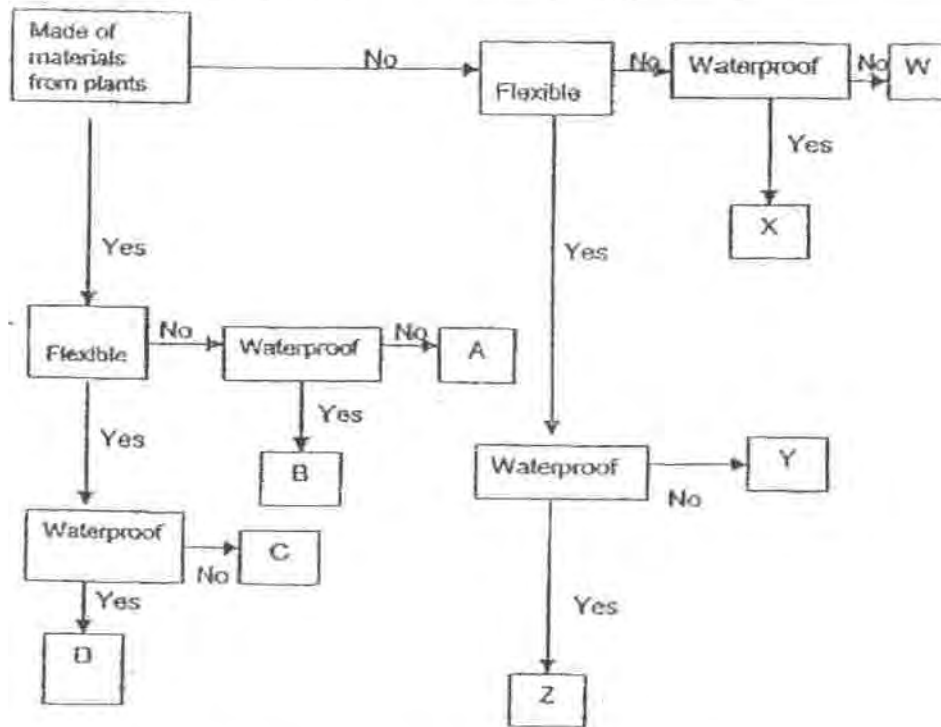 Made of
materials
from plants
No
Flexible
No
Waterproof
No
W
Yes
X
Yes
Yes
Flexible
No
Waterproof
No
A
Yes
B
Yes
Waterproof
No
Y
Waterproof
No
C
Yes
D
Yes
Z